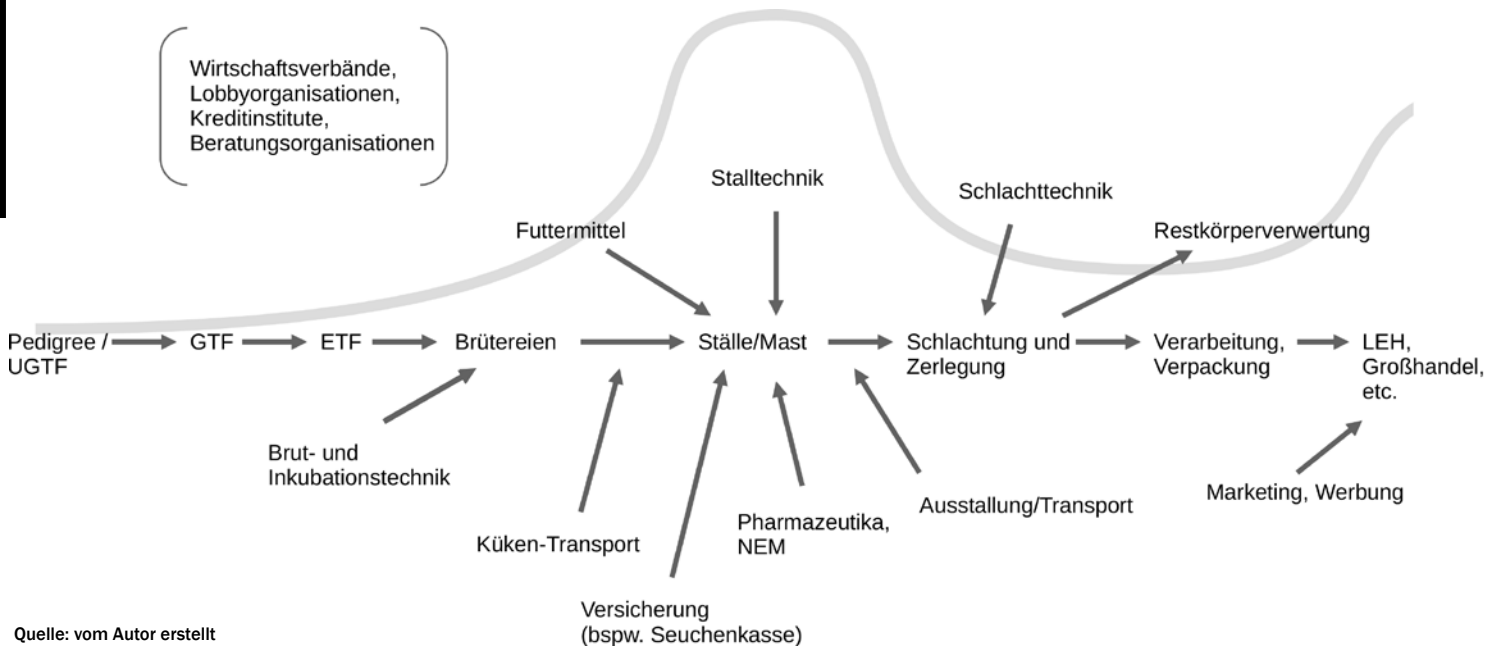 Wirtschaftsverbände,
Lobbyorganisationen,
Kreditinstitute,
Beratungsorganisationen
Stalltechnik
Schlachttechnik
Futtermittel
Restkörperverwertung
Pedigree /
UGTF
GTF
ETF
Brütereien
Ställe/Mast
Schlachtung und
Zerlegung
Verarbeitung,
Verpackung
LEH,
Großhandel,
etc.
Brut- und
Inkubationstechnik
Küken-Transport
Versicherung
(bspw. Seuchenkasse)
Pharmazeutika,
NEM
Ausstallung/Transport
Marketing, Werbung
Quelle: vom Autor erstellt